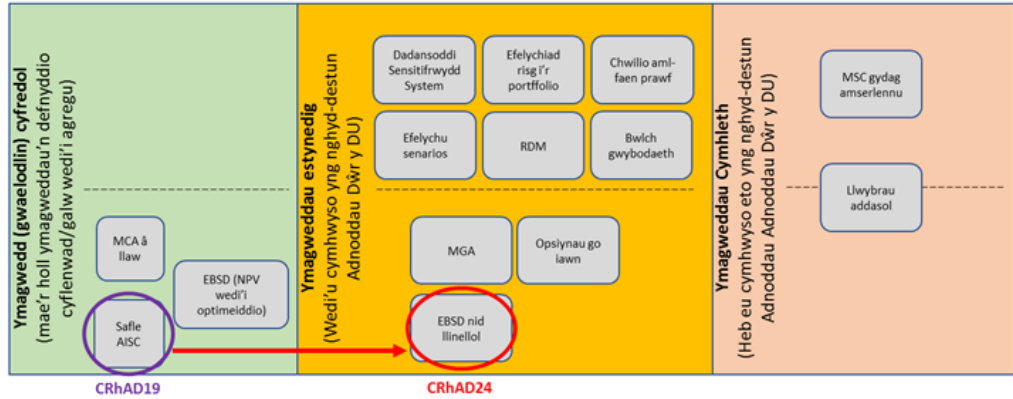 Ymagwedd (gwaelodlin) cyfredol
(mae'r holl ymagweddau'n defnyddio
cyflenwad/galw wedi'i agregu)
MCA â
llaw
EBSD (NPV
wedi'i
optimeiddio)
Safle
AISC
Ymagweddau estynedig
(Wedi'u cymhwyso yng nghyd-destun
Adnoddau Dŵr y DU)
Dadansoddi
Sensitifrwydd
System
Efelychiad
risg i'r
portffolio
Chwilio aml-
faen prawf
Efelychu
senarios
RDM
Bwlch
gwybodaeth
MGA
Opsiynau go
iawn
EBSD nid
llinellol
Ymagweddau Cymhleth
(Heb eu cymhwyso eto yng nghyd-destun
Adnoddau Adnoddau Dŵr y DU)
MSC gydag
amserlennu
Llwybrau
addasol
CRhAD19
CRhAD24